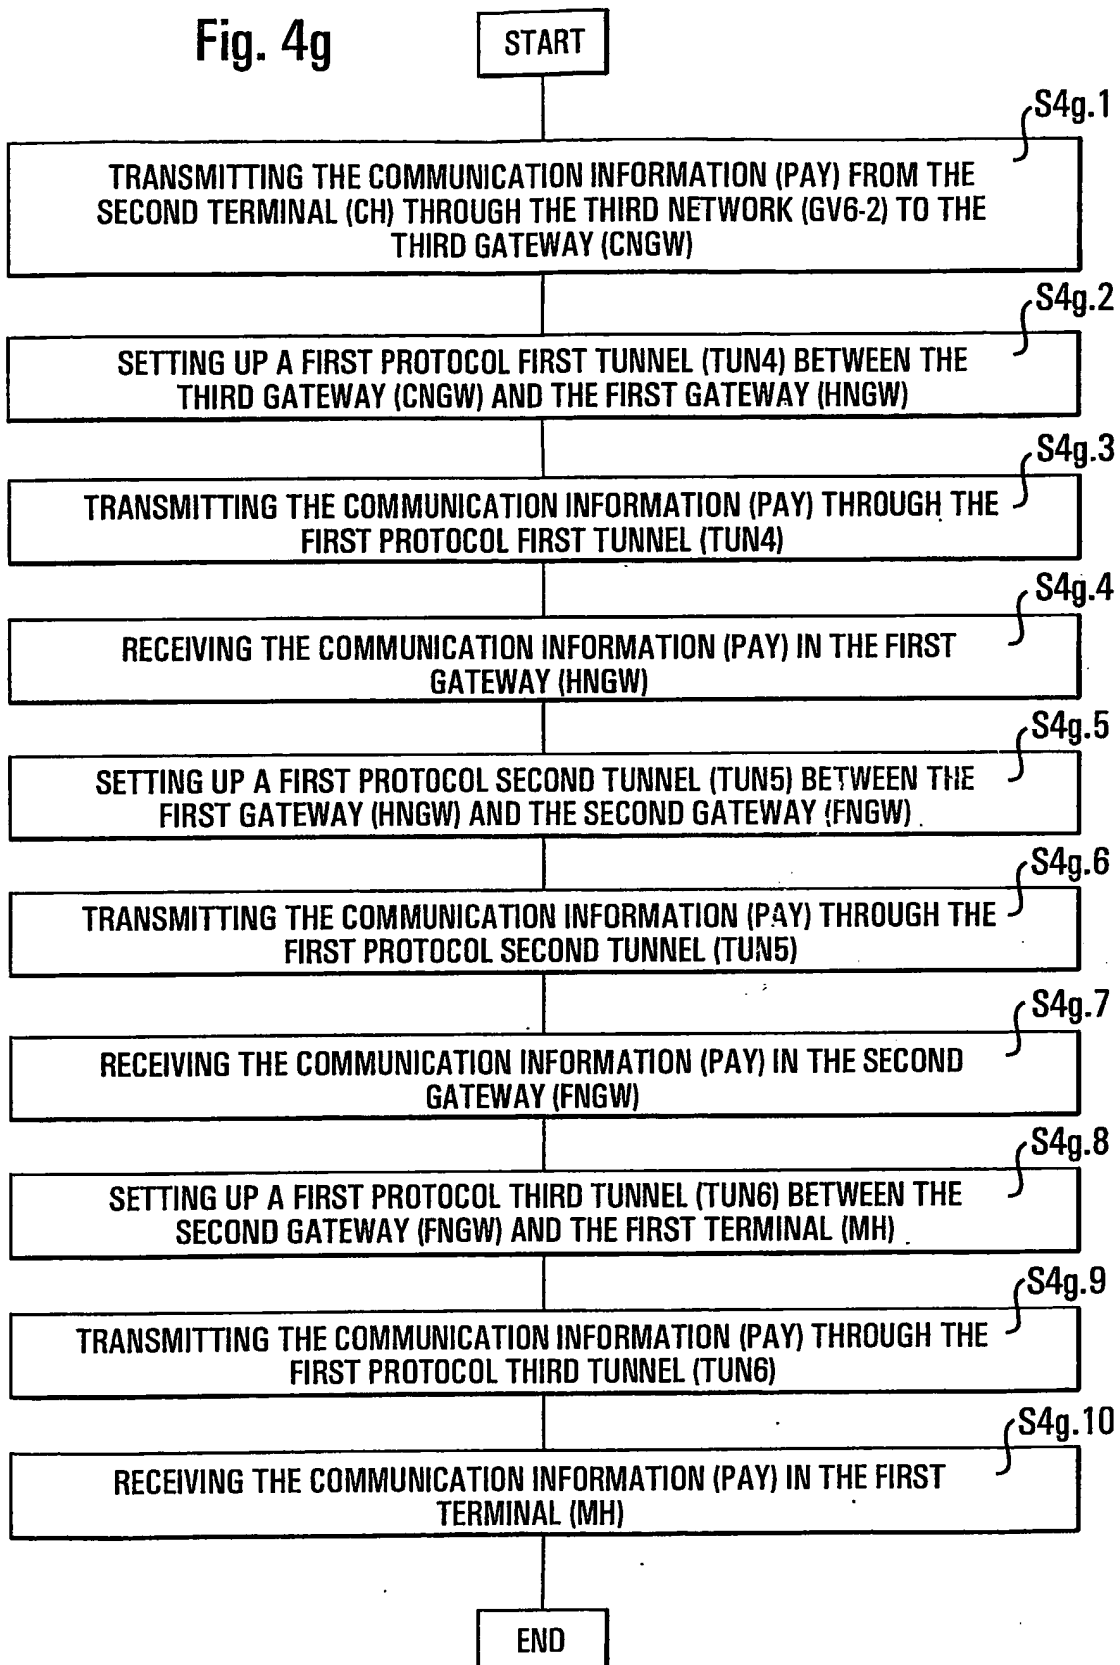 Fig. 4g
START
S4g.1
TRANSMITTING THE COMMUNICATION INFORMATION (PAY) FROM THE
SECOND TERMINAL (CH) THROUGH THE THIRD NETWORK (GV6-2) TO THE
THIRD GATEWAY (CNGW)
S4g.2
SETTING UP A FIRST PROTOCOL FIRST TUNNEL (TUN4) BETWEEN THE
THIRD GATEWAY (CNGW) AND THE FIRST GATEWAY (HNGW)
S4g.3
TRANSMITTING THE COMMUNICATION INFORMATION (PAY) THROUGH THE
FIRST PROTOCOL FIRST TUNNEL (TUN4)
S4g.4
RECEIVING THE COMMUNICATION INFORMATION (PAY) IN THE FIRST
GATEWAY (HNGW)
S4g.5
SETTING UP A FIRST PROTOCOL SECOND TUNNEL (TUN5) BETWEEN THE
FIRST GATEWAY (HNGW) AND THE SECOND GATEWAY (FNGW)
S4g.6
TRANSMITTING THE COMMUNICATION INFORMATION (PAY) THROUGH THE
FIRST PROTOCOL SECOND TUNNEL (TUN5)
S4g.7
RECEIVING THE COMMUNICATION INFORMATION (PAY) IN THE SECOND
GATEWAY (FNGW)
S4g.8
SETTING UP A FIRST PROTOCOL THIRD TUNNEL (TUN6) BETWEEN THE
SECOND GATEWAY (FNGW) AND THE FIRST TERMINAL (MH)
S4g.9
TRANSMITTING THE COMMUNICATION INFORMATION (PAY) THROUGH THE
FIRST PROTOCOL THIRD TUNNEL (TUN6)
S4g.10
RECEIVING THE COMMUNICATION INFORMATION (PAY) IN THE FIRST
TERMINAL (MH)
END